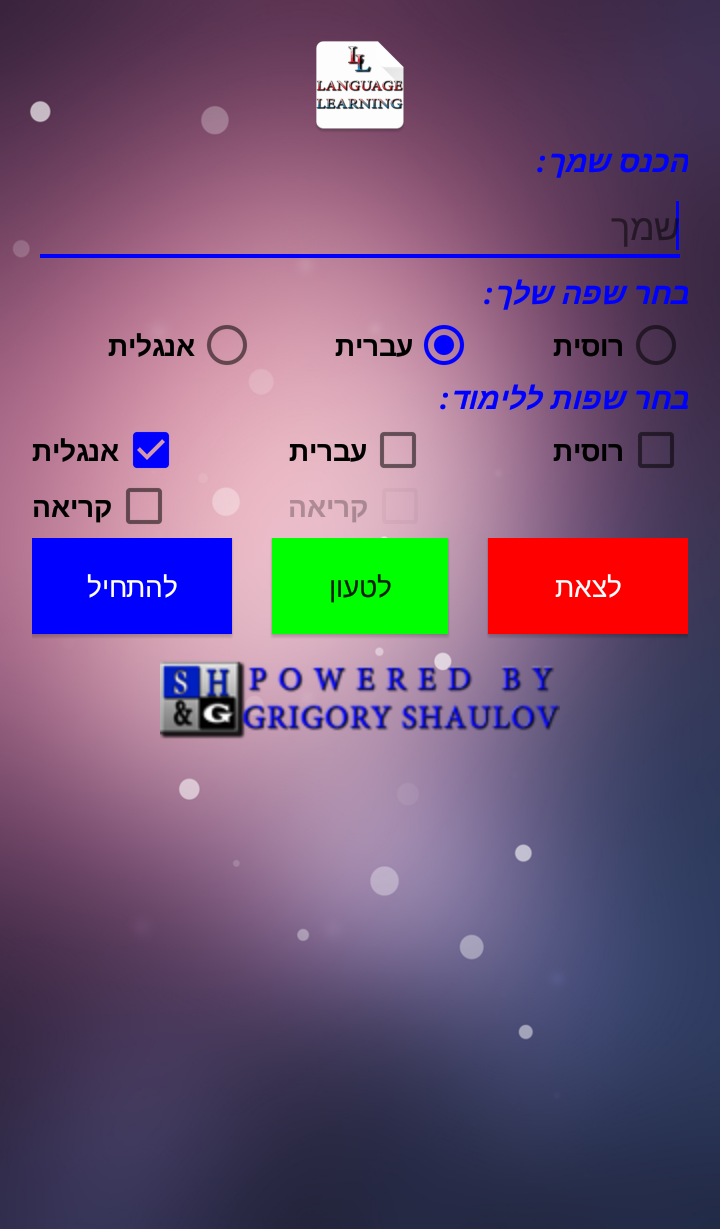 LL
LANGUAGE
LEARNING
הכנס שמך:
שמך
בחר שפה שלך:
רוסית עברית אנגלית
בחר שפות ללימוד:
רוסית עברית אנגלית
קריאה קריאה
לצאת לטעון להתחיל
SH POWERED BY
&G GRIGORY SHAULOV